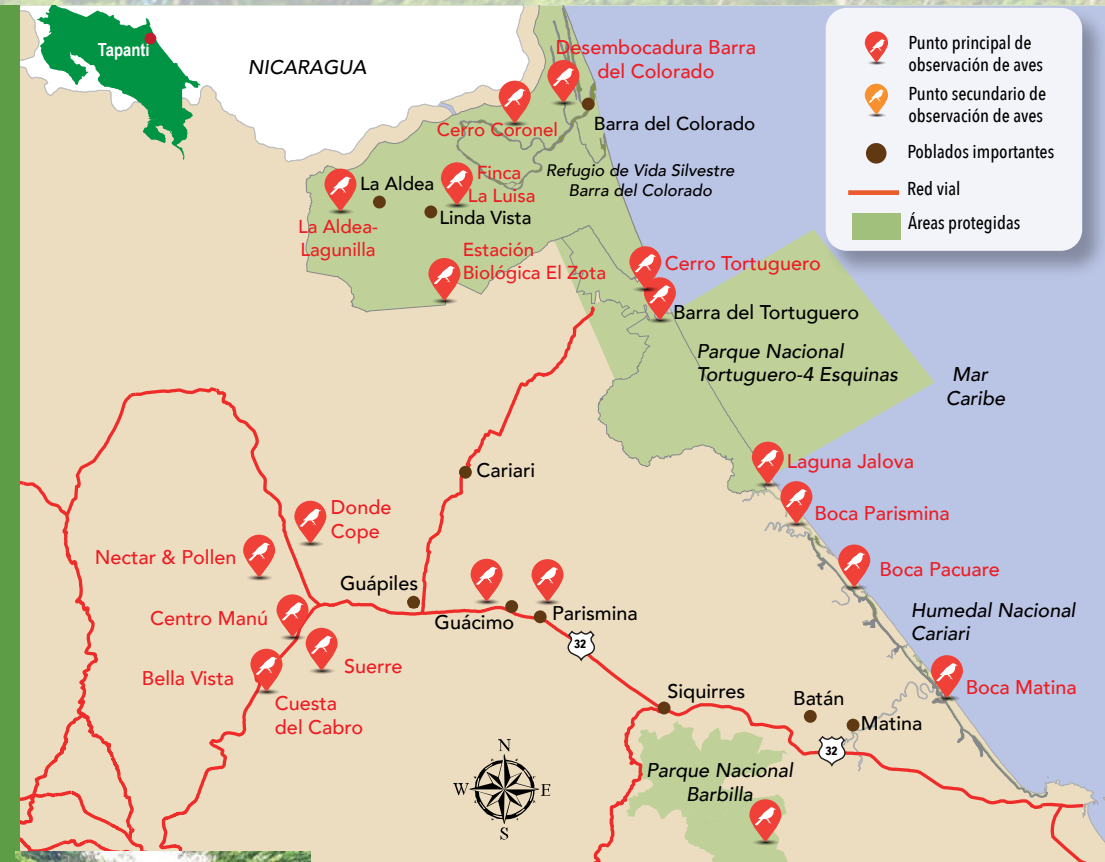 Tapanti
NICARAGUA
Desembocadura Barra
del Colorado
Cerro Coronel
Barra del Colorado
Refugio de Vida Silvestre
Barra del Colorado
La Aldea
Finca
La Luisa
Linda Vista
La Aldea-
Lagunilla
Estación
Biológica El Zota
Cerro Tortuguero
Barra del Tortuguero
Parque Nacional
Tortuguero-4 Esquinas
Mar
Caribe
Punto principal de
observación de aves
Punto secundario de
observación de aves
Poblados importantes
Red vial
Áreas protegidas
Cariari
Laguna Jalova
Boca Parismina
Donde
Cope
Nectar & Pollen
Boca Pacuare
Guápiles
Centro Manú
Guácimo
Parismina
32
Humedal Nacional
Cariari
Suerre
Bella Vista
Cuesta
del Cabro
Siquirres
Batán
Matina
Boca Matina
32
N
W
E
S
Parque Nacional
Barbilla